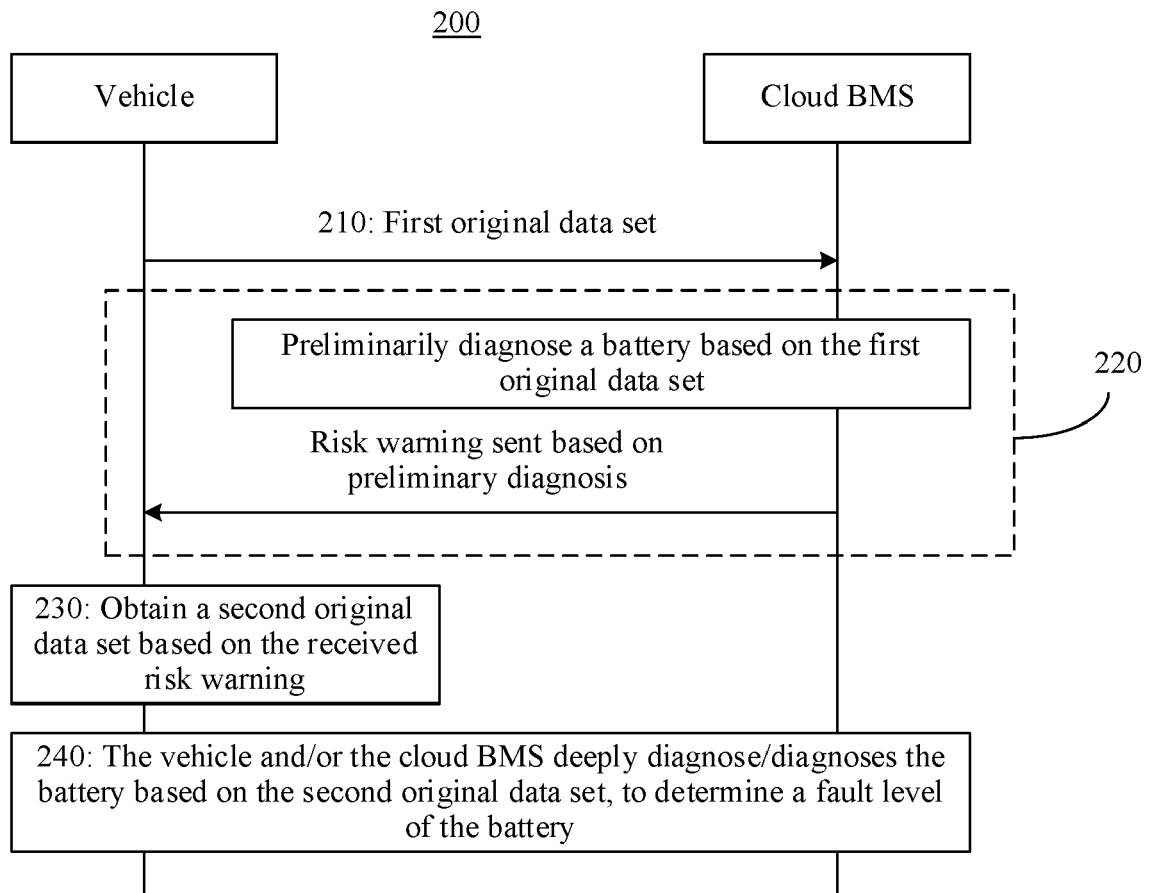 200
Vehicle
Cloud BMS
210: First original data set
Preliminarily diagnose a battery based on the first
original data set
220
Risk warning sent based on
preliminary diagnosis
230: Obtain a second original
data set based on the received
risk warning
240: The vehicle and/or the cloud BMS deeply diagnose/diagnoses the
battery based on the second original data set, to determine a fault level
of the battery